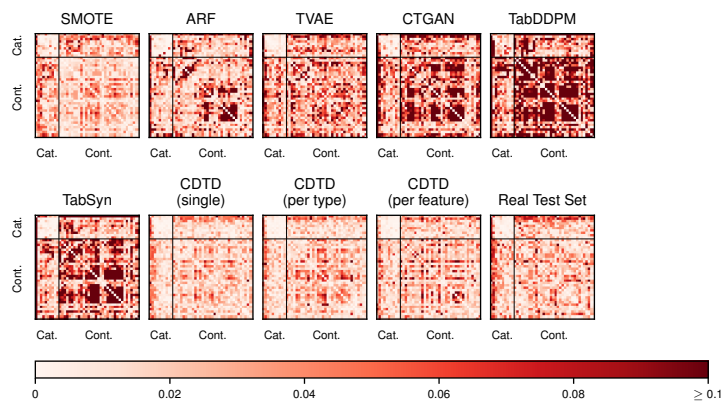 SMOTE ARF TVAE CTGAN TabDDPM
Cat.
Cont.
Cat. Cont. Cat. Cont. Cat. Cont. Cat. Cont. Cat. Cont.
TabSyn CDTD (single) CDTD (per type) CDTD (per feature) Real Test Set
Cat.
Cont.
Cat. Cont. Cat. Cont. Cat. Cont. Cat. Cont. Cat. Cont.
0 0.02 0.04 0.06 0.08 ≥ 0.1